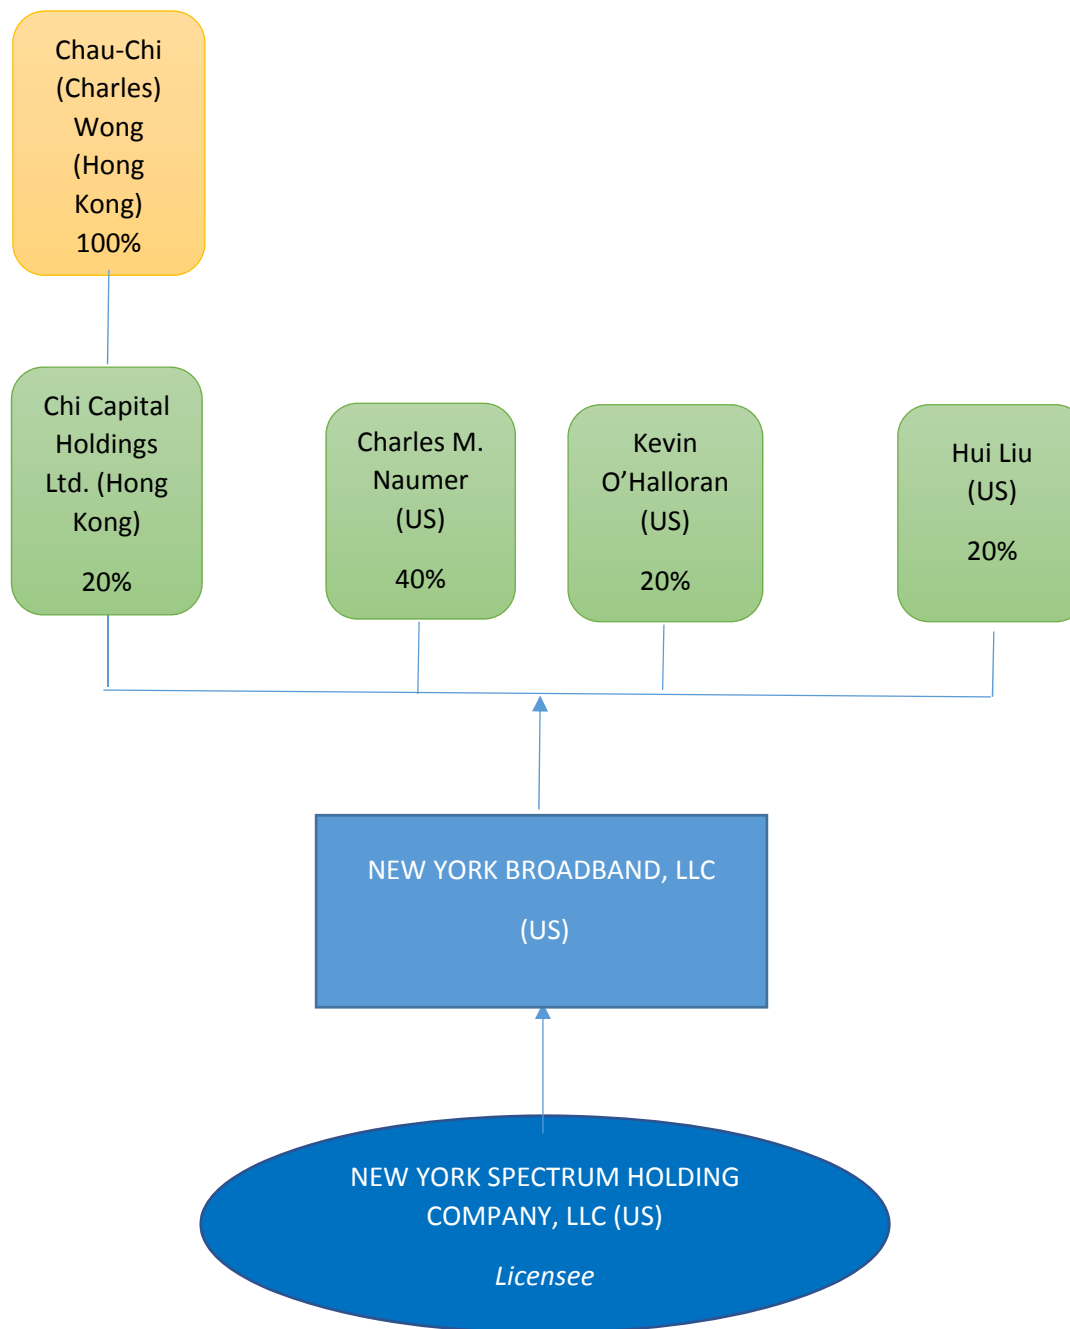 Chau-Chi
(Charles)
Wong
(Hong
Kong)
100%
Chi Capital
Holdings
Ltd. (Hong
Kong)
20%
Charles M.
Naumer
(US)
40%
Kevin
O’Halloran
(US)
20%
Hui Liu
(US)
20%
NEW YORK BROADBAND, LLC
(US)
NEW YORK SPECTRUM HOLDING
COMPANY, LLC (US)
Licensee